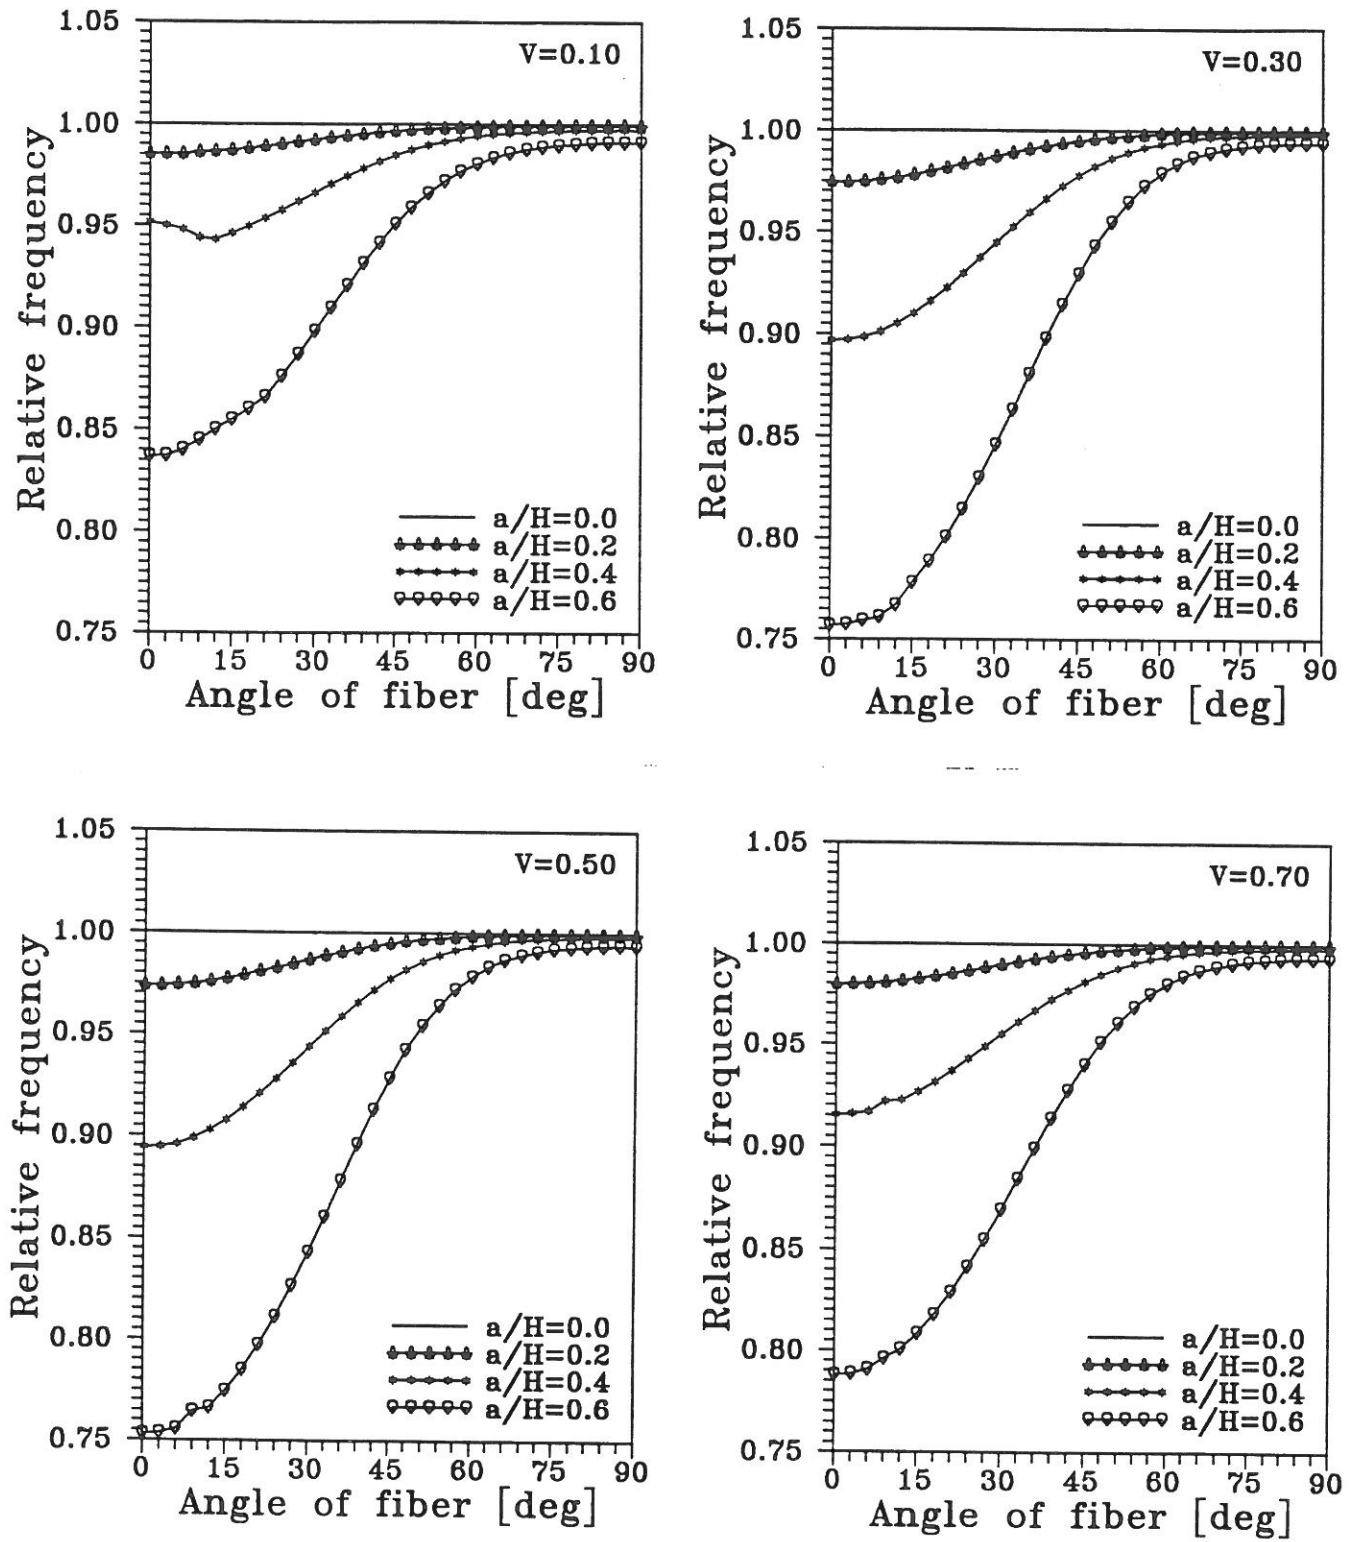 V=0.10
1.05
1.00
0.95
0.90
0.85
0.80
0.75
Relative frequency
a/H=0.0
a/H=0.2
a/H=0.4
a/H=0.6
0 15 30 45 60 75 90
Angle of fiber [deg]
V=0.30
1.05
1.00
0.95
0.90
0.85
0.80
0.75
Relative frequency
a/H=0.0
a/H=0.2
a/H=0.4
a/H=0.6
0 15 30 45 60 75 90
Angle of fiber [deg]
V=0.50
1.05
1.00
0.95
0.90
0.85
0.80
0.75
Relative frequency
a/H=0.0
a/H=0.2
a/H=0.4
a/H=0.6
0 15 30 45 60 75 90
Angle of fiber [deg]
V=0.70
1.05
1.00
0.95
0.90
0.85
0.80
0.75
Relative frequency
a/H=0.0
a/H=0.2
a/H=0.4
a/H=0.6
0 15 30 45 60 75 90
Angle of fiber [deg]